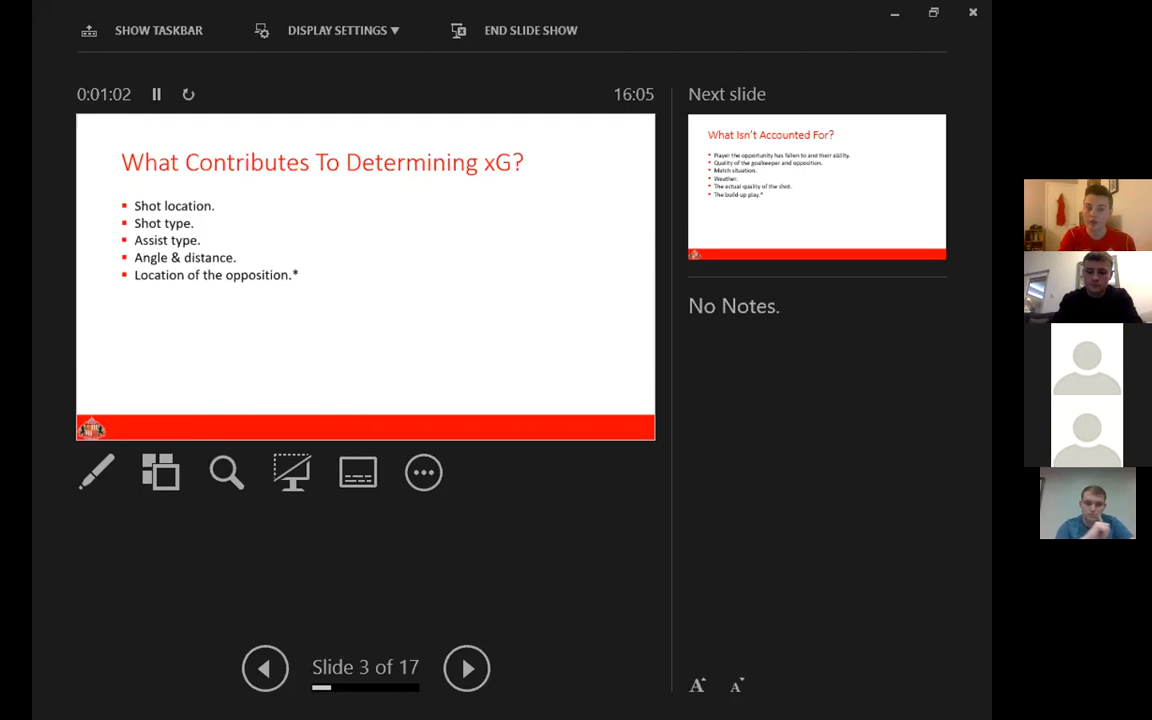 SHOW TASKBAR
DISPLAY SETTINGS ▼
END SLIDE SHOW
0:01:02
16:05
What Contributes To Determining xG?
Shot location.
Shot type.
Assist type.
Angle & distance.
Location of the opposition.*
Next slide
What Isn't Accounted For?
Player the opportunity has fallen to and their ability.
Quality of the goalkeeper and opposition.
Match situation.
Weather.
The actual quality of the shot.
The build up play.*
No Notes.
Slide 3 of 17
A A